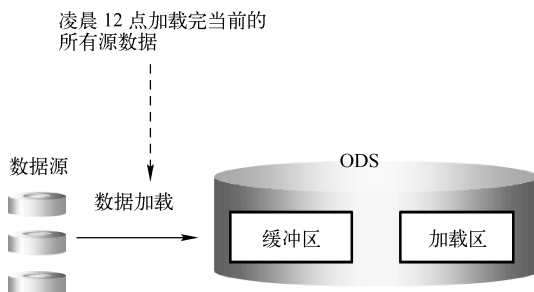 凌晨 12 点加载完当前的
所有源数据
ODS
数据源
数据加载
缓冲区
加载区